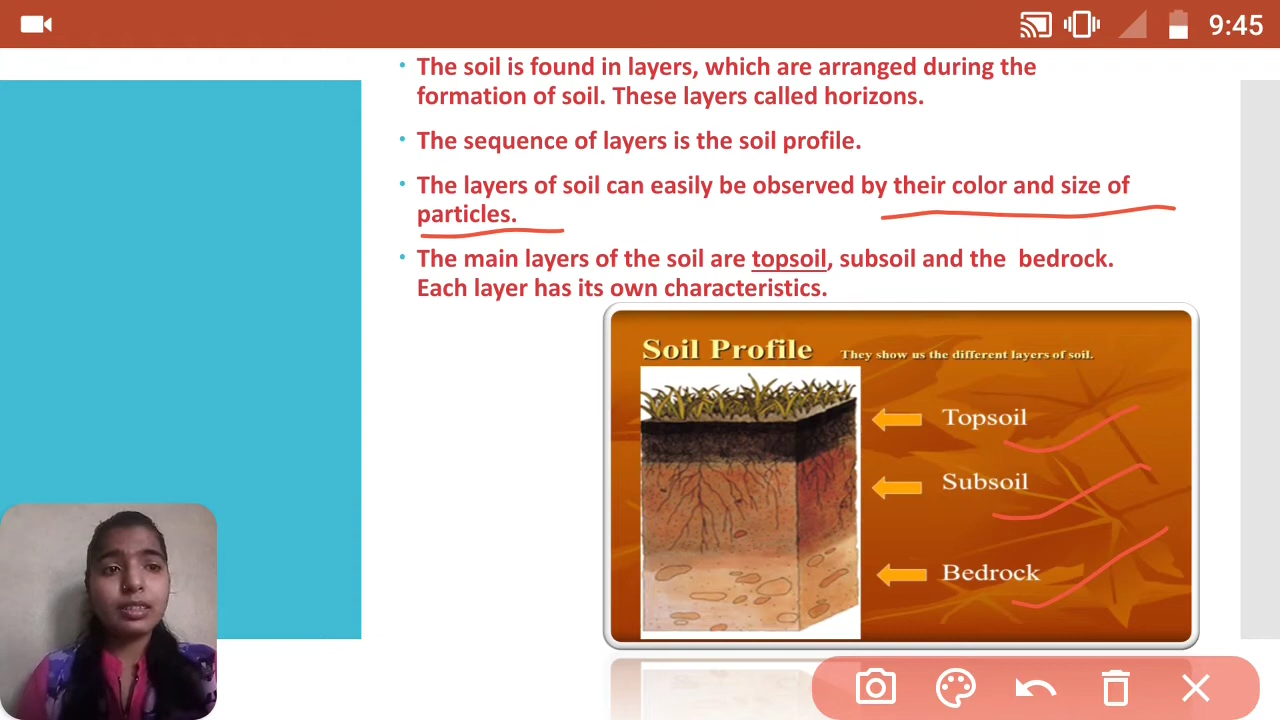 9:45
• The soil is found in layers, which are arranged during the
formation of soil. These layers called horizons.
• The sequence of layers is the soil profile.
• The layers of soil can easily be observed by their color and size of
particles.
• The main layers of the soil are topsoil, subsoil and the bedrock.
Each layer has its own characteristics.
Soil Profile They show us the different layers of soil.
Topsoil
Subsoil
Bedrock